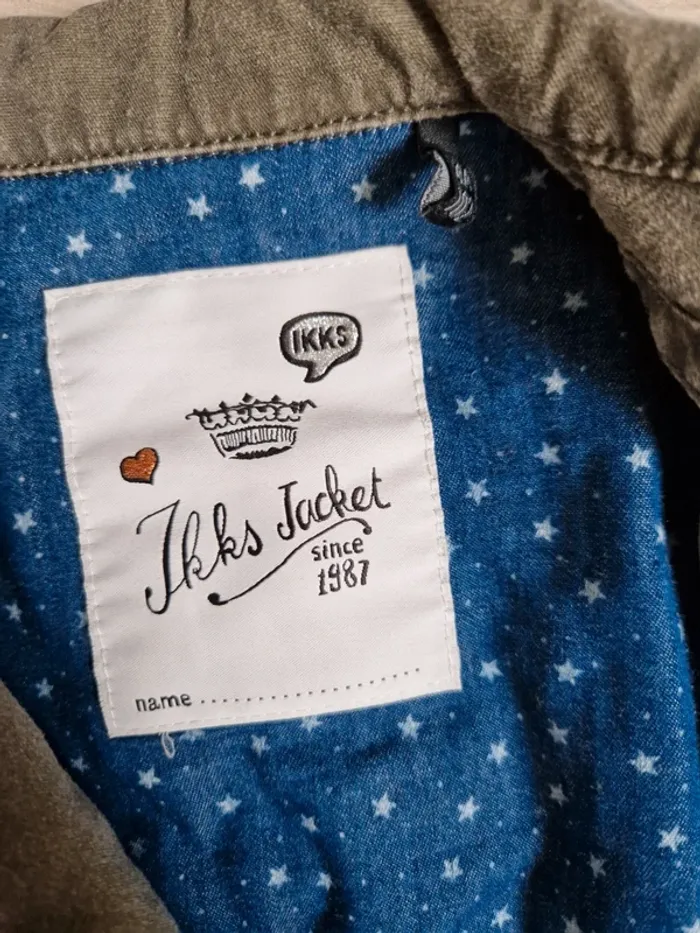 IKKS
Ikks Jacket
since
1987
name ....................